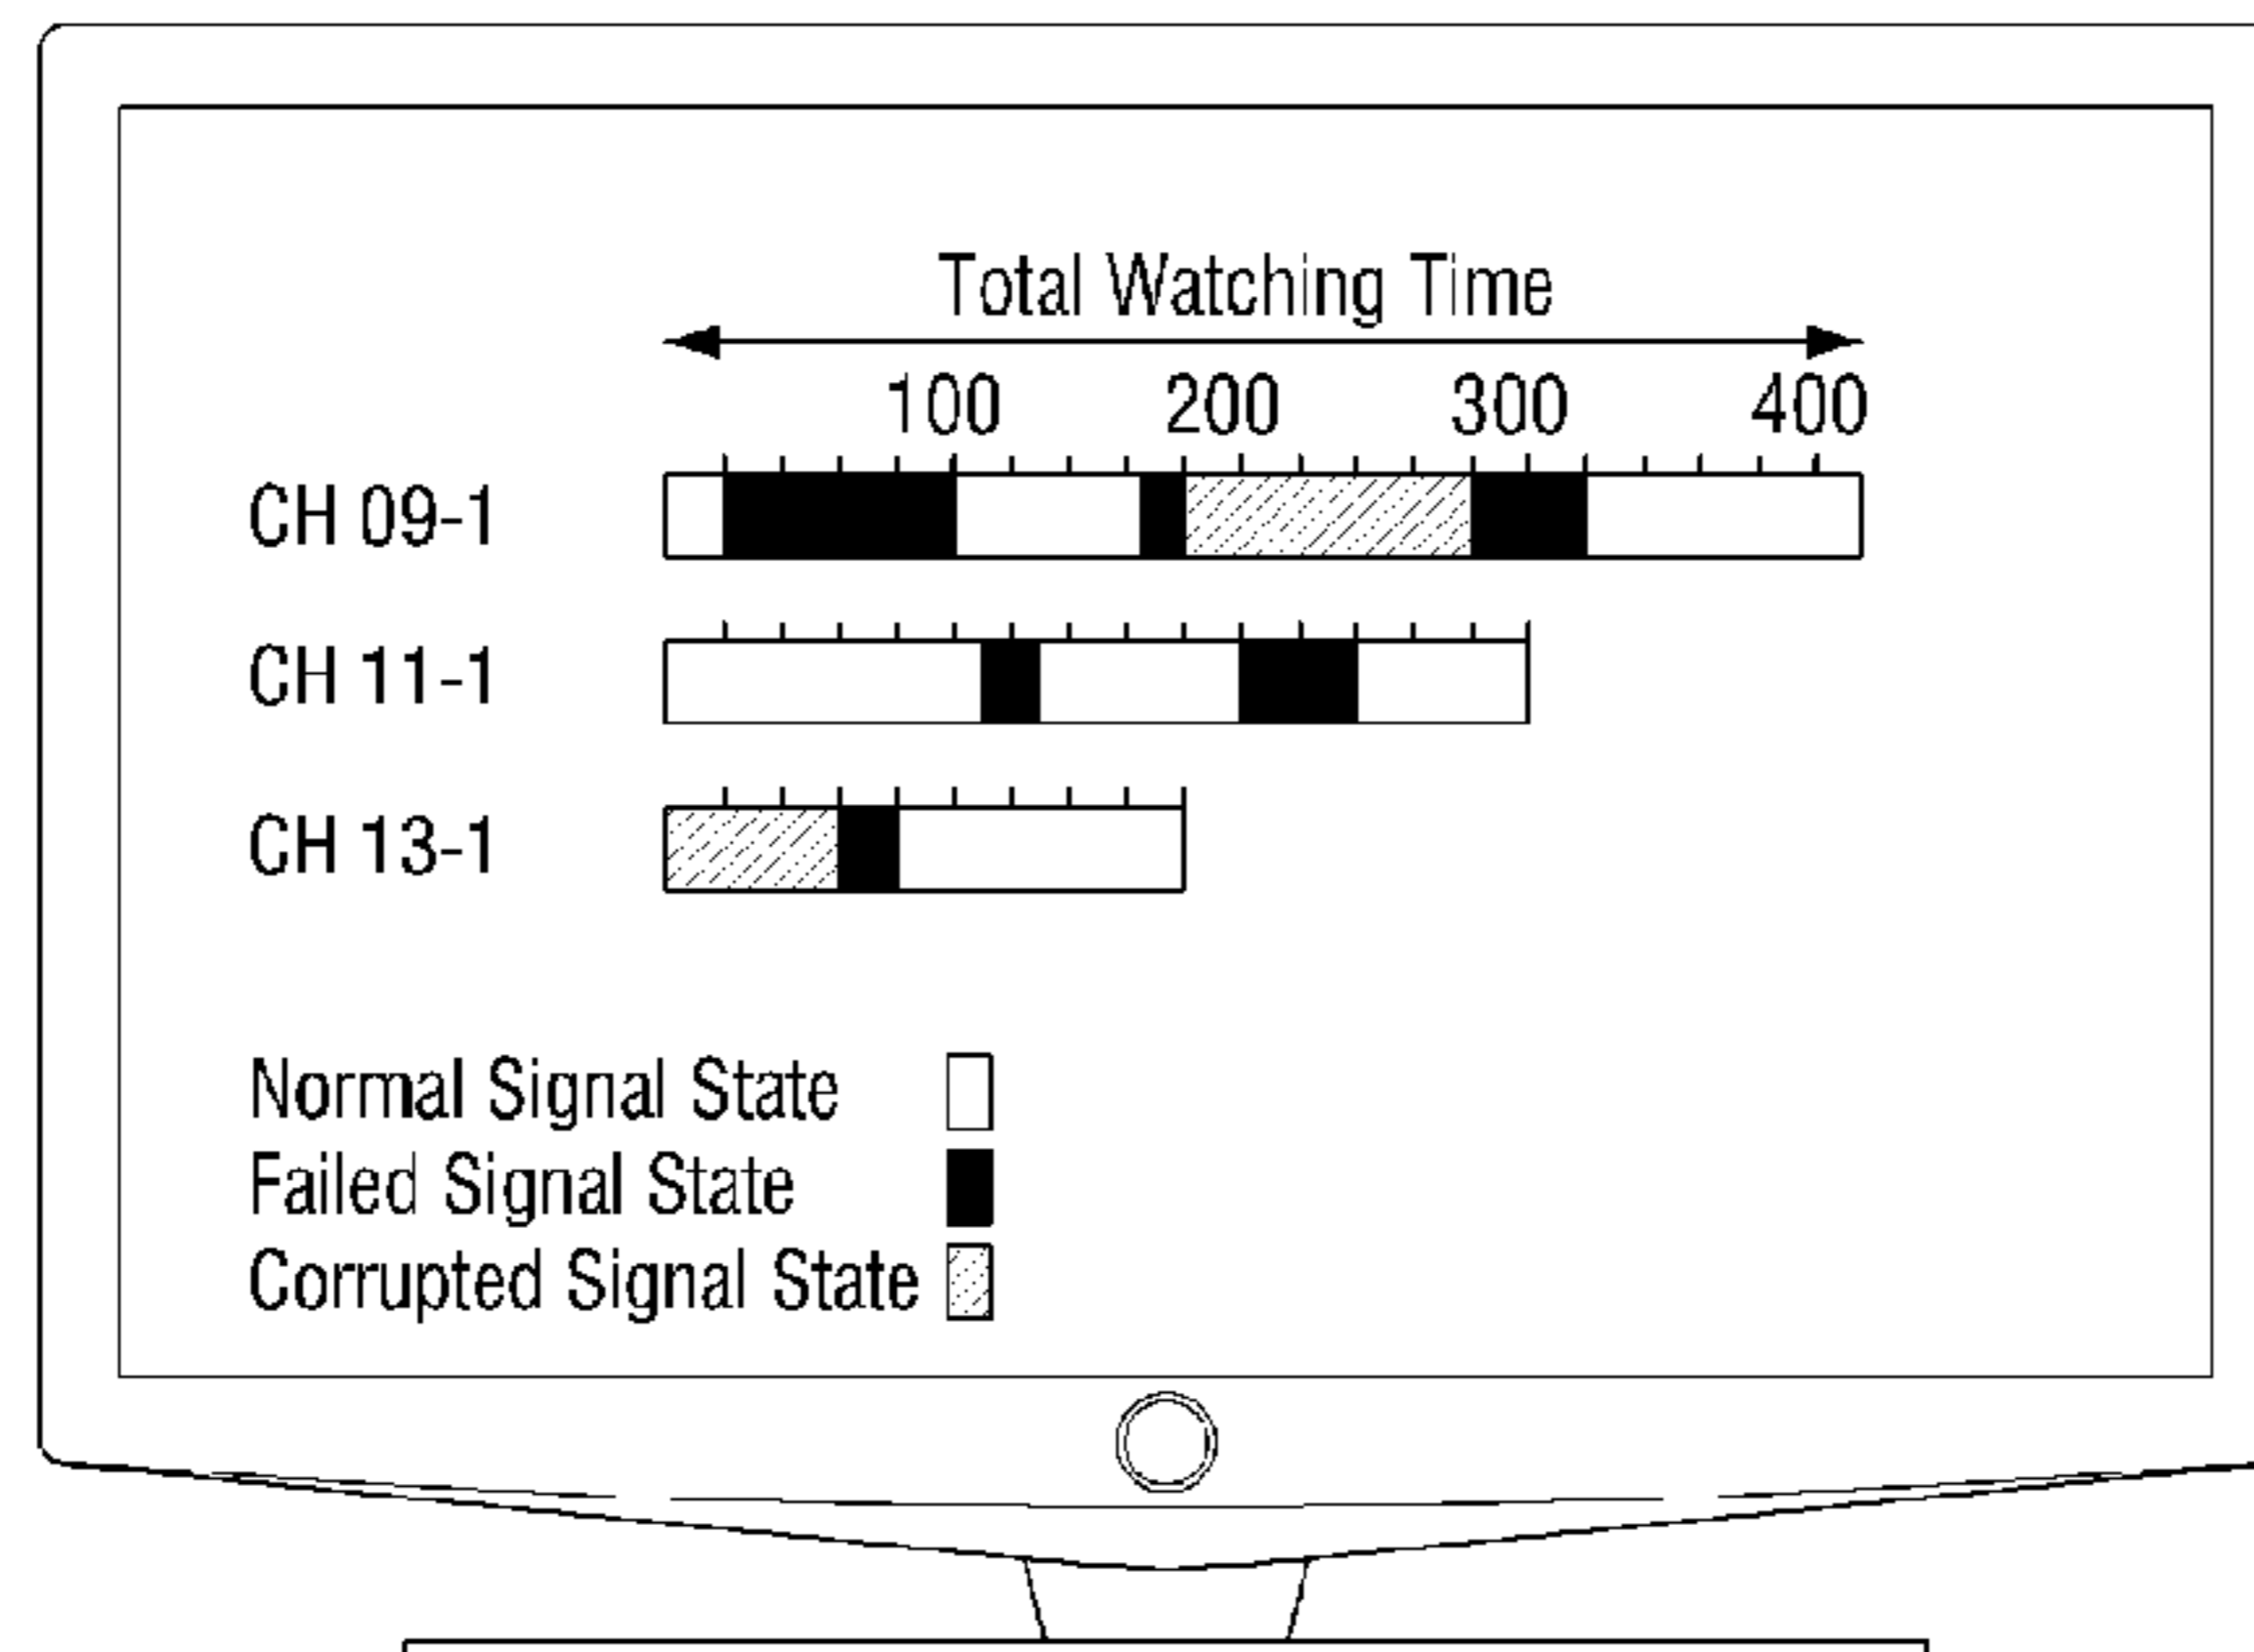 Total Watching Time
100 200 300 400
CH 09-1
CH 11-1
CH 13-1
Normal Signal State
Failed Signal State
Corrupted Signal State